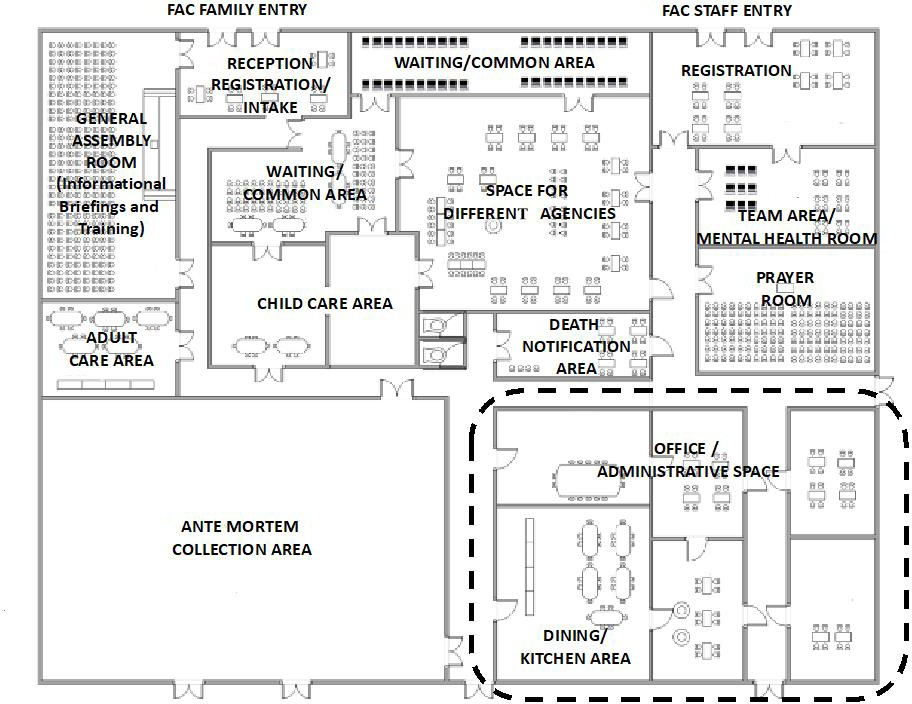 FAC FAMILY ENTRY
FAC STAFF ENTRY
RECEPTION
REGISTRATION/
INTAKE
WAITING/COMMON AREA
REGISTRATION
GENERAL
ASSEMBLY
ROOM
(Informational
Briefings and
Training)
WAITING/
COMMON AREA
SPACE FOR
DIFFERENT AGENCIES
TEAM AREA/
MENTAL HEALTH ROOM
PRAYER
ROOM
CHILD CARE AREA
ADULT
CARE AREA
DEATH
NOTIFICATION
AREA
OFFICE /
ADMINISTRATIVE SPACE
ANTE MORTEM
COLLECTION AREA
DINING/
KITCHEN AREA